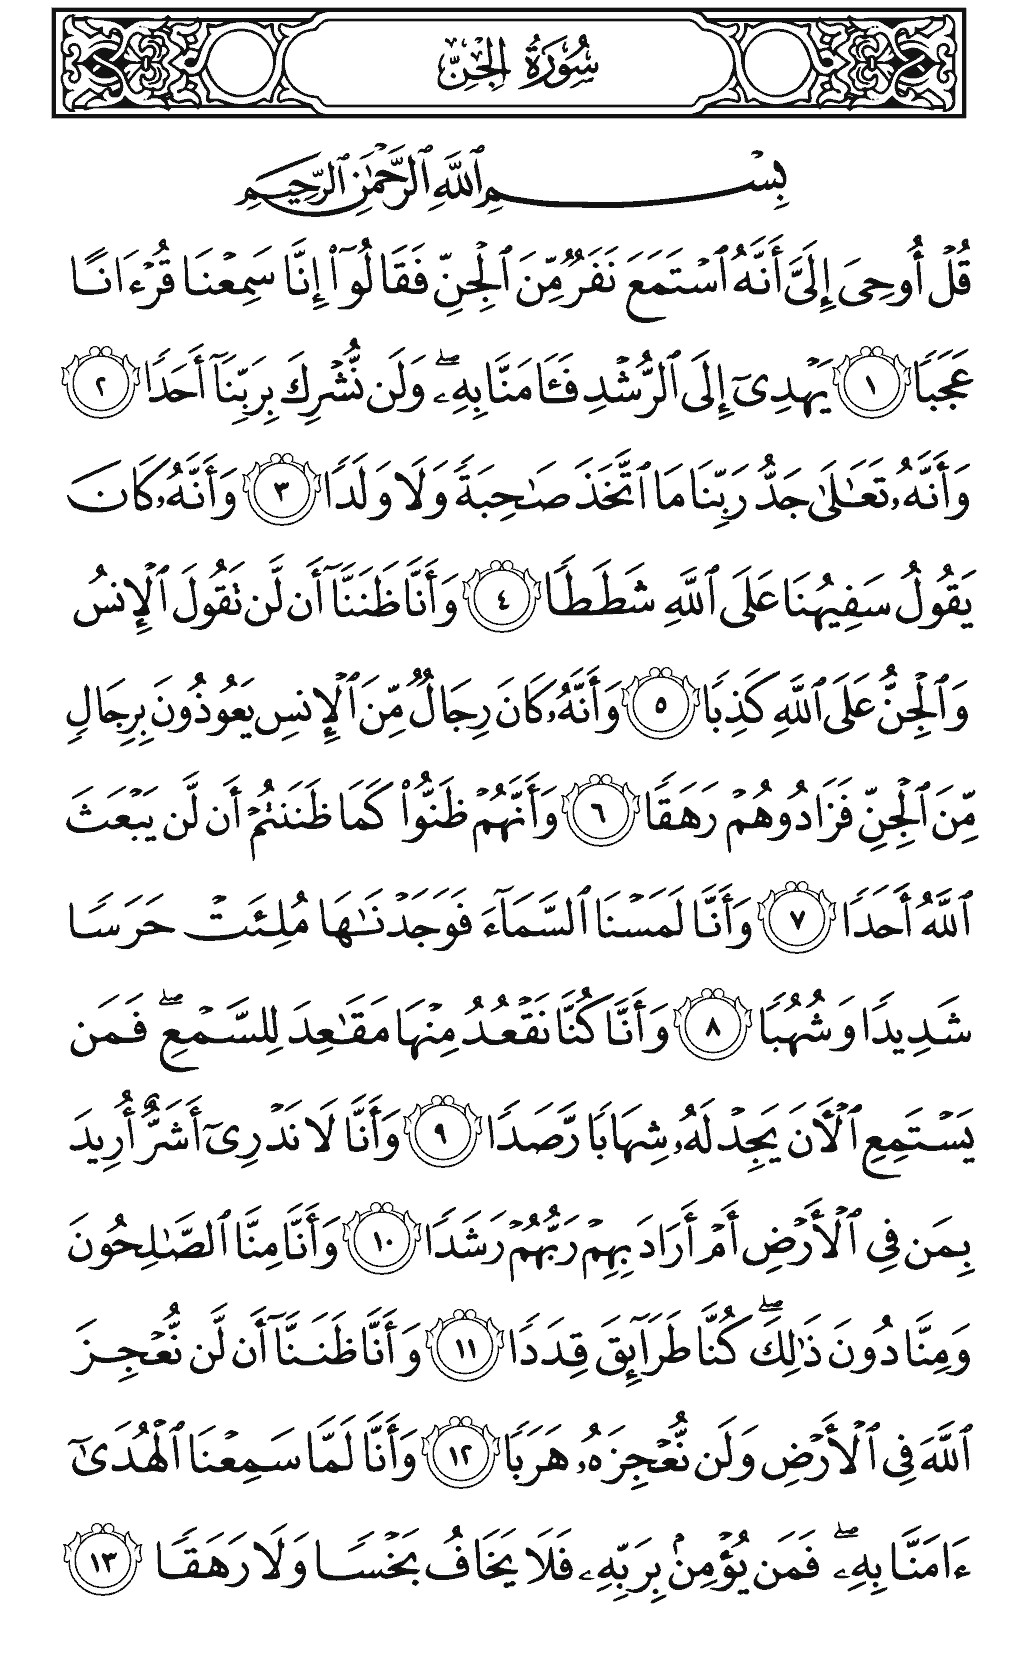 سُورَةُ الجِنِّ
بِسْمِ ٱللَّهِ ٱلرَّحْمَٰنِ ٱلرَّحِيمِ
قُلْ أُوحِىَ إِلَىَّ أَنَّهُ ٱسْتَمَعَ نَفَرٌ مِّنَ ٱلْجِنِّ فَقَالُوٓا۟ إِنَّا سَمِعْنَا قُرْءَانًا
عَجَبًا ١ يَهْدِىٓ إِلَى ٱلرُّشْدِ فَـَٔامَنَّا بِهِۦ ۖ وَلَن نُّشْرِكَ بِرَبِّنَآ أَحَدًا ٢
وَأَنَّهُۥ تَعَٰلَىٰ جَدُّ رَبِّنَا مَا ٱتَّخَذَ صَٰحِبَةً وَلَا وَلَدًا ٣ وَأَنَّهُۥ كَانَ
يَقُولُ سَفِيهُنَا عَلَى ٱللَّهِ شَطَطًا ٤ وَأَنَّا ظَنَنَّآ أَن لَّن تَقُولَ ٱلْإِنسُ
وَٱلْجِنُّ عَلَى ٱللَّهِ كَذِبًا ٥ وَأَنَّهُۥ كَانَ رِجَالٌ مِّنَ ٱلْإِنسِ يَعُوذُونَ بِرِجَالٍ
مِّنَ ٱلْجِنِّ فَزَادُوهُمْ رَهَقًا ٦ وَأَنَّهُمْ ظَنُّوا۟ كَمَا ظَنَنتُمْ أَن لَّن يَبْعَثَ
ٱللَّهُ أَحَدًا ٧ وَأَنَّا لَمَسْنَا ٱلسَّمَآءَ فَوَجَدْنَٰهَا مُلِئَتْ حَرَسًا
شَدِيدًا وَشُهُبًا ٨ وَأَنَّا كُنَّا نَقْعُدُ مِنْهَا مَقَٰعِدَ لِلسَّمْعِ ۖ فَمَن
يَسْتَمِعِ ٱلْـَٔانَ يَجِدْ لَهُۥ شِهَابًا رَّصَدًا ٩ وَأَنَّا لَا نَدْرِىٓ أَشَرٌّ أُرِيدَ
بِمَن فِى ٱلْأَرْضِ أَمْ أَرَادَ بِهِمْ رَبُّهُمْ رَشَدًا ١٠ وَأَنَّا مِنَّا ٱلصَّٰلِحُونَ
وَمِنَّا دُونَ ذَٰلِكَ ۖ كُنَّا طَرَآئِقَ قِدَدًا ١١ وَأَنَّا ظَنَنَّآ أَن لَّن نُّعْجِزَ
ٱللَّهَ فِى ٱلْأَرْضِ وَلَن نُّعْجِزَهُۥ هَرَبًا ١٢ وَأَنَّا لَمَّا سَمِعْنَا ٱلْهُدَىٰٓ
ءَامَنَّا بِهِۦ ۖ فَمَن يُؤْمِنۢ بِرَبِّهِۦ فَلَا يَخَافُ بَخْسًا وَلَا رَهَقًا ١٣